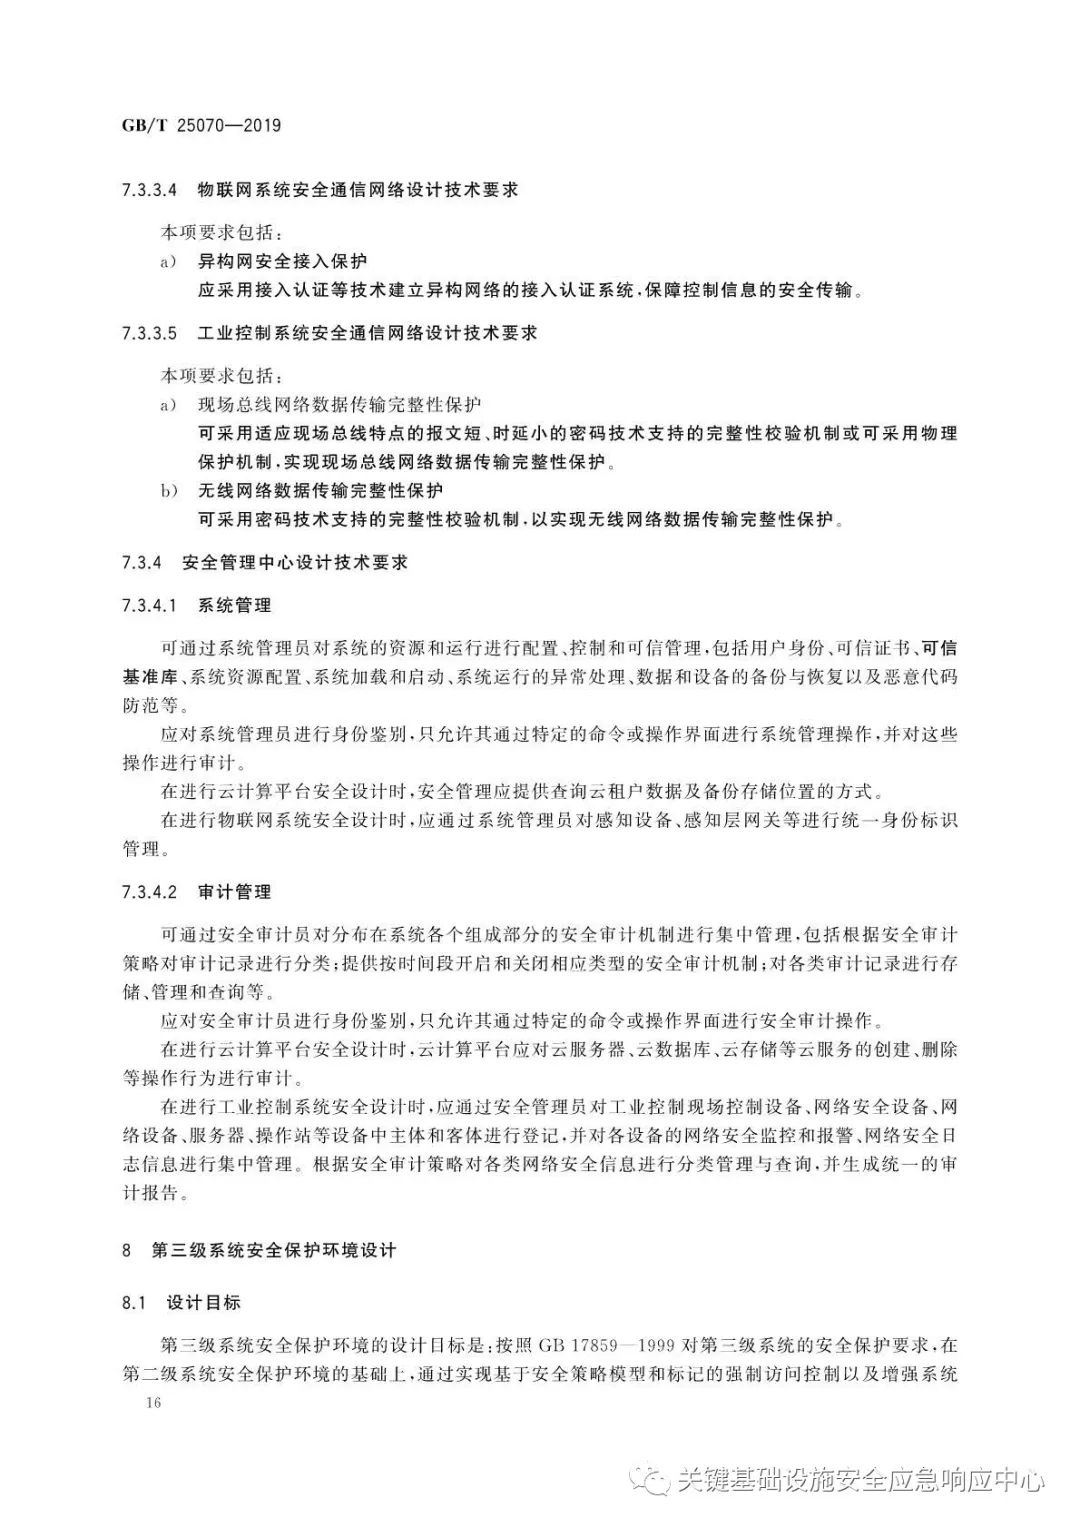 GB/T 25070—2019
7.3.3.4 物联网系统安全通信网络设计技术要求
本项要求包括:
a) 异构网安全接入保护
应采用接入认证等技术建立异构网络的接入认证系统,保障控制信息的安全传输。
7.3.3.5 工业控制系统安全通信网络设计技术要求
本项要求包括:
a) 现场总线网络数据传输完整性保护
可采用适应现场总线特点的报文短、时延小的密码技术支持的完整性校验机制或可采用物理
保护机制,实现现场总线网络数据传输完整性保护。
b) 无线网络数据传输完整性保护
可采用密码技术支持的完整性校验机制,以实现无线网络数据传输完整性保护。
7.3.4 安全管理中心设计技术要求
7.3.4.1 系统管理
可通过系统管理员对系统的资源和运行进行配置、控制和可信管理,包括用户身份、可信证书、可信
基准库、系统资源配置、系统加载和启动、系统运行的异常处理、数据和设备的备份与恢复以及恶意代码
防范等。
应对系统管理员进行身份鉴别,只允许其通过特定的命令或操作界面进行系统管理操作,并对这些
操作进行审计。
在进行云计算平台安全设计时,安全管理应提供查询云租户数据及备份存储位置的方式。
在进行物联网系统安全设计时,应通过系统管理员对感知设备、感知层网关等进行统一身份标识
管理。
7.3.4.2 审计管理
可通过安全审计员对分布在系统各个组成部分的安全审计机制进行集中管理,包括根据安全审计
策略对审计记录进行分类;提供按时间段开启和关闭相应类型的安全审计机制;对各类审计记录进行存
储、管理和查询等。
应对安全审计员进行身份鉴别,只允许其通过特定的命令或操作界面进行安全审计操作。
在进行云计算平台安全设计时,云计算平台应对云服务器、云数据库、云存储等云服务的创建、删除
等操作行为进行审计。
在进行工业控制系统安全设计时,应通过安全管理员对工业控制现场控制设备、网络安全设备、网
络设备、服务器、操作站等设备中主体和客体进行登记,并对各设备的网络安全监控和报警、网络安全日
志信息进行集中管理。根据安全审计策略对各类网络安全信息进行分类管理与查询,并生成统一的审
计报告。
8 第三级系统安全保护环境设计
8.1 设计目标
第三级系统安全保护环境的设计目标是:按照 GB 17859—1999 对第三级系统的安全保护要求,在
第二级系统安全保护环境的基础上,通过实现基于安全策略模型和标记的强制访问控制以及增强系统
16
关键基础设施安全应急响应中心